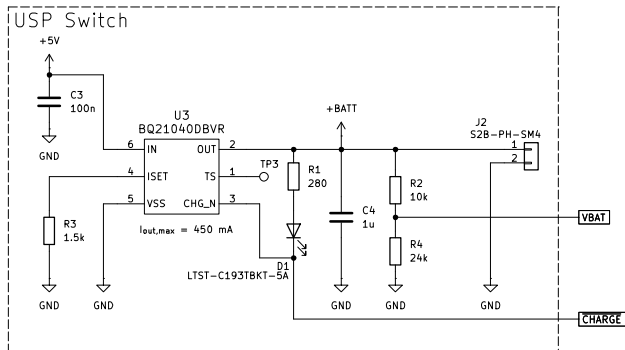 USP Switch
+5V
C3
100n
GND
U3
BQ21040DBVR
6 IN OUT 2
4 ISET TS 1
5 VSS CHG_N 3
TP3
Iout,max = 450 mA
R3
1.5k
GND
GND
+BATT
R1
280
D1
LTST-C193TBKT-5A
C4
1u
GND
R2
10k
R4
24k
GND
J2
S2B-PH-SM4
1
2
GND
VBAT
CHARGE